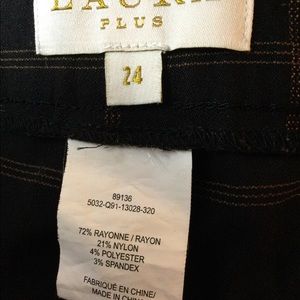 LAURA
PLUS
24
89136
5032-Q91-13028-320
72% RAYONNE / RAYON
21% NYLON
4% POLYESTER
3% SPANDEX
FABRIQUÉ EN CHINE/
MADE IN CHINA